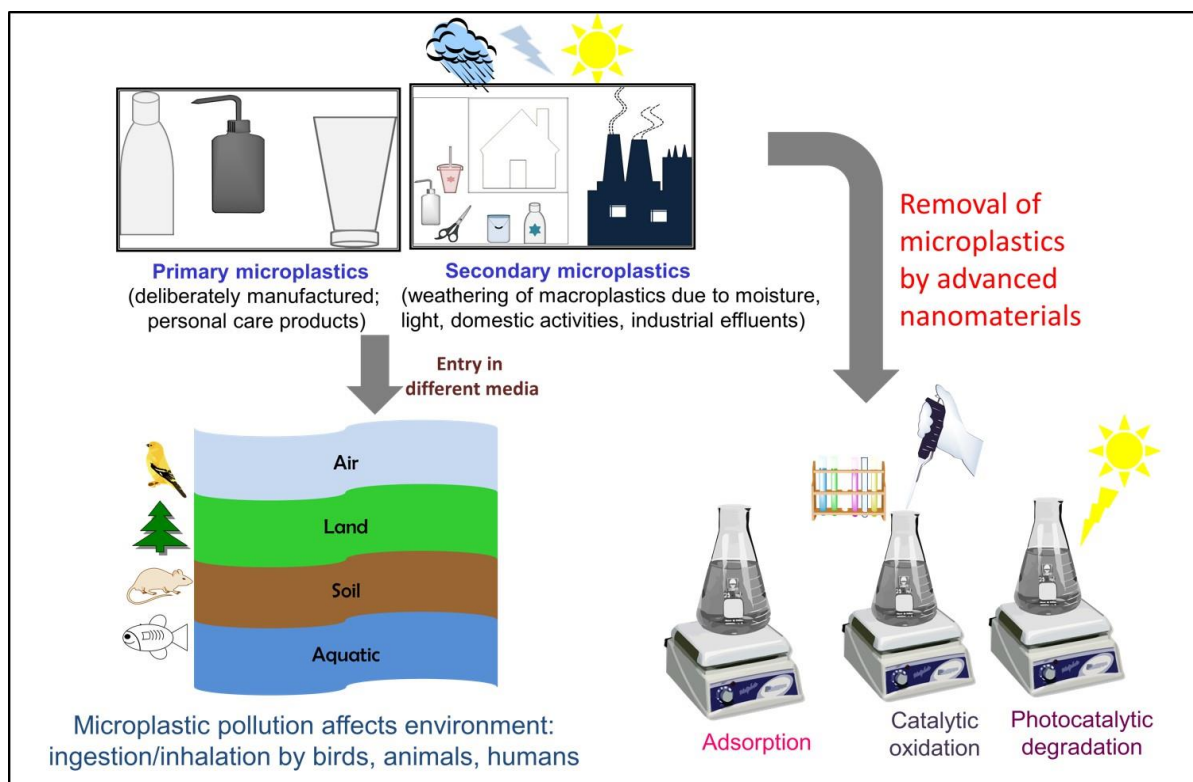 Primary microplastics
(deliberately manufactured;
personal care products)
Secondary microplastics
(weathering of macroplastics due to moisture,
light, domestic activities, industrial effluents)
Removal of
microplastics
by advanced
nanomaterials
Entry in
different media
Air
Land
Soil
Aquatic
Microplastic pollution affects environment:
ingestion/inhalation by birds, animals, humans
Adsorption
Catalytic
oxidation
Photocatalytic
degradation